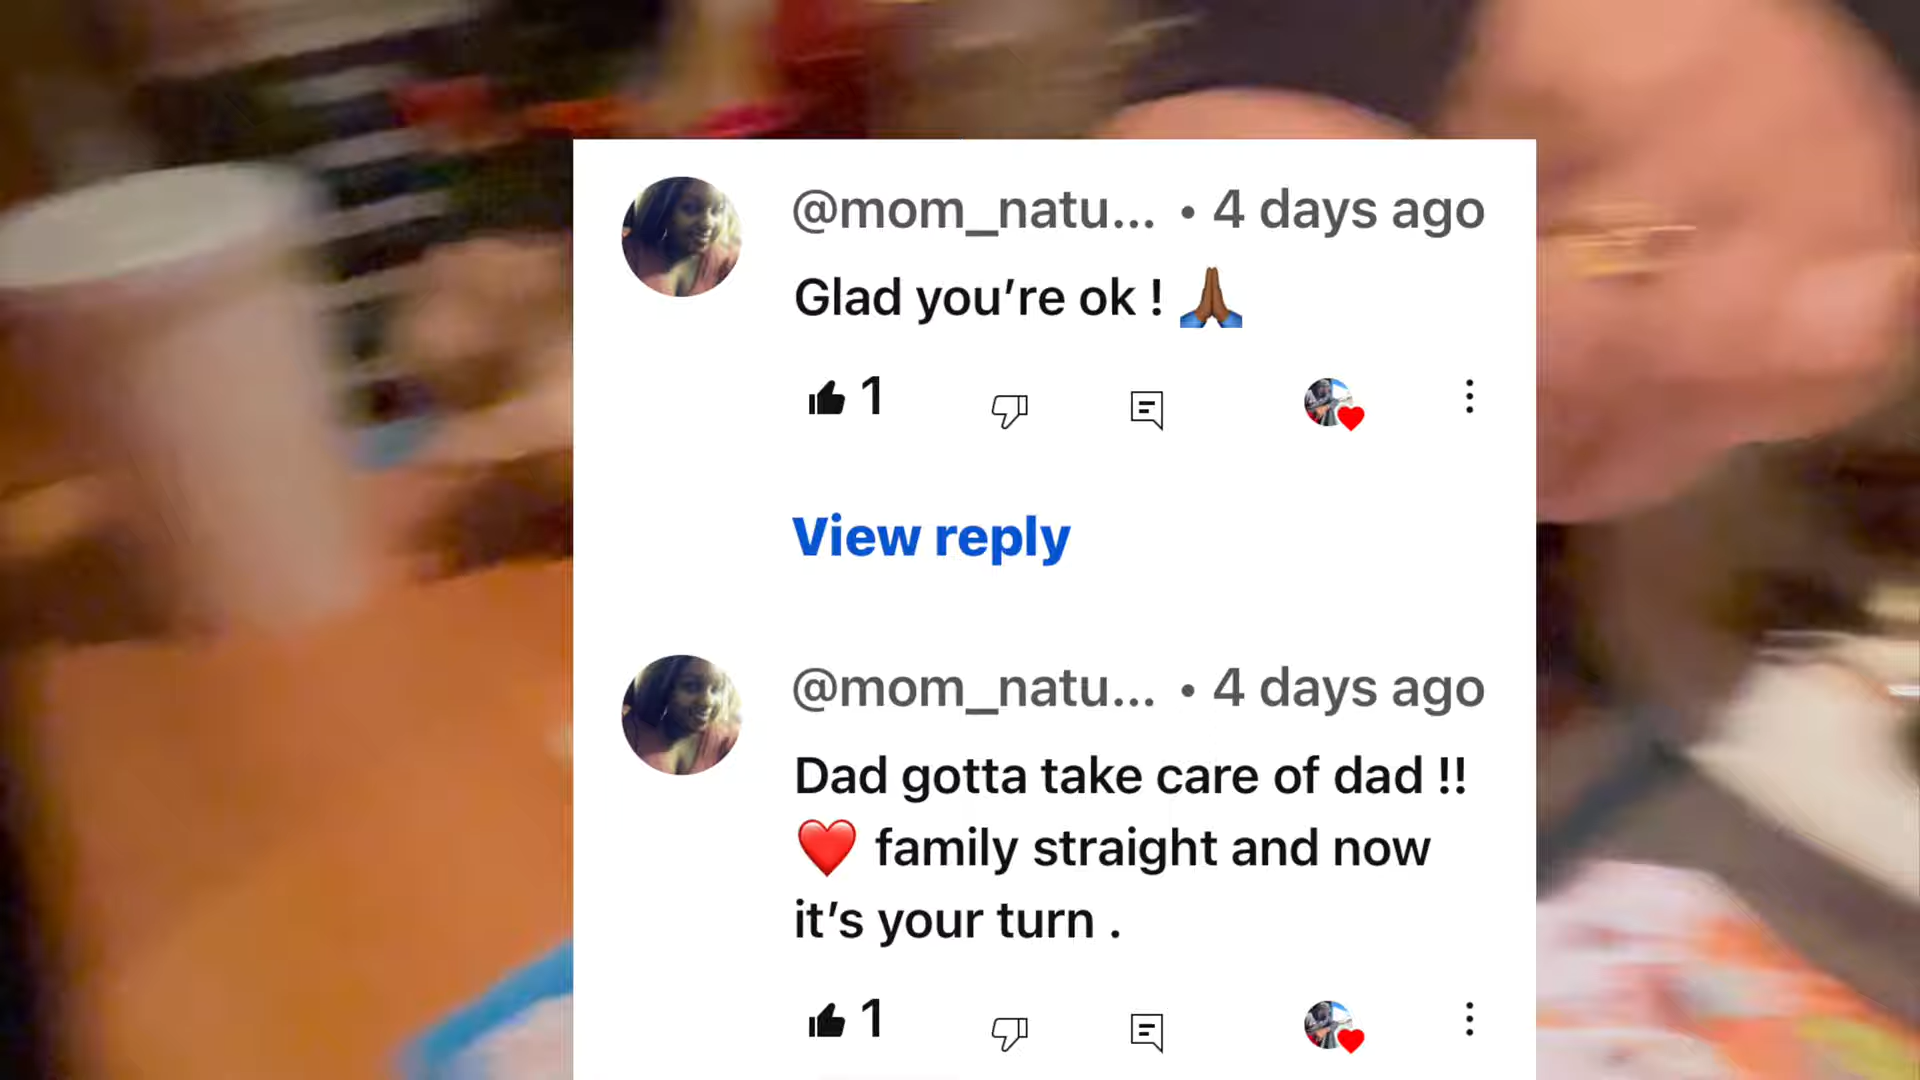 @mom_natu... • 4 days ago
Glad you’re ok ! 🙏🏾
1
View reply
@mom_natu... • 4 days ago
Dad gotta take care of dad !!
❤️ family straight and now
it’s your turn .
1